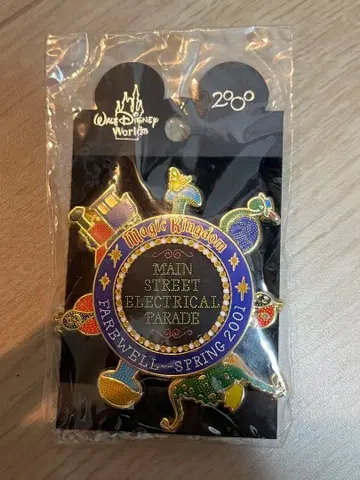 WALT DISNEY
World®
2000
Magic Kingdom
MAIN
STREET
ELECTRICAL
PARADE
FAREWELL—SPRING 2001